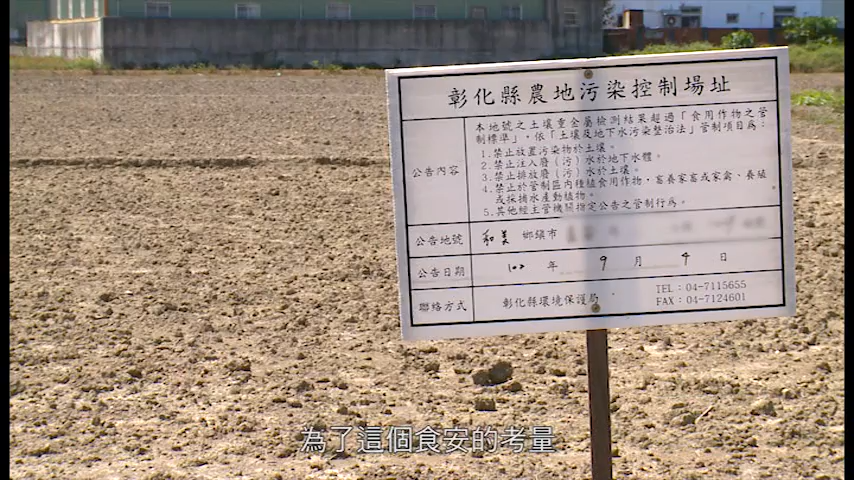 彰化縣農地污染控制場址
公告內容
本地號之土壤重金屬檢測結果超過「食用作物之管
制標準」，依「土壤及地下水污染整治法」管制項目為：
1.禁止放置污染物於土壤。
2.禁止注入廢（污）水於地下水體。
3.禁止排放廢（污）水於土壤。
4.禁止於管制區內種植食用作物，畜養家畜或家禽、養殖
或採捕水產動植物。
5.其他經主管機關指定公告之管制行為。
公告地號 和美 鄉鎮市
公告日期 102 年 9 月 4 日
聯絡方式 彰化縣環境保護局
TEL：04-7115655
FAX：04-7124601
為了這個食安的考量